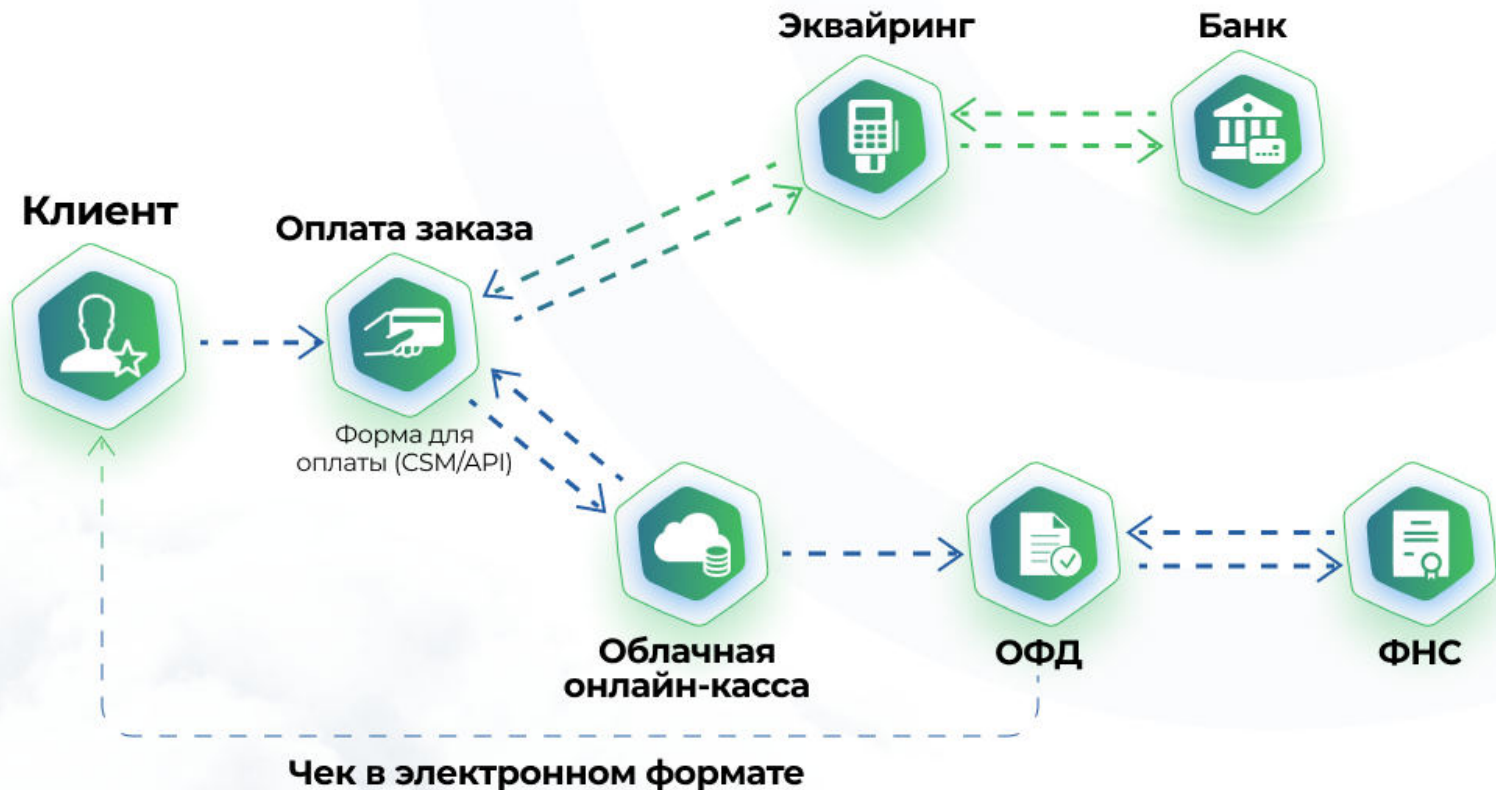 Эквайринг
Банк
Клиент
Оплата заказа
Форма для
оплаты (CSM/API)
Облачная
онлайн-касса
ОФД
ФНС
Чек в электронном формате